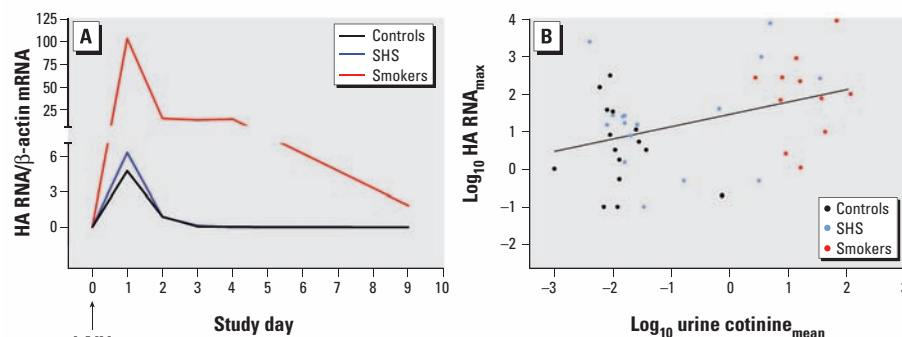 A
Controls
SHS
Smokers
HA RNA/β-actin mRNA
125
100
75
50
25
6
3
0
0 1 2 3 4 5 6 7 8 9 10
Study day
B
Log10 HA RNAmax
4
3
2
1
0
–1
–2
Controls
SHS
Smokers
–3 –2 –1 0 1 2 3
Log10 urine cotininemean